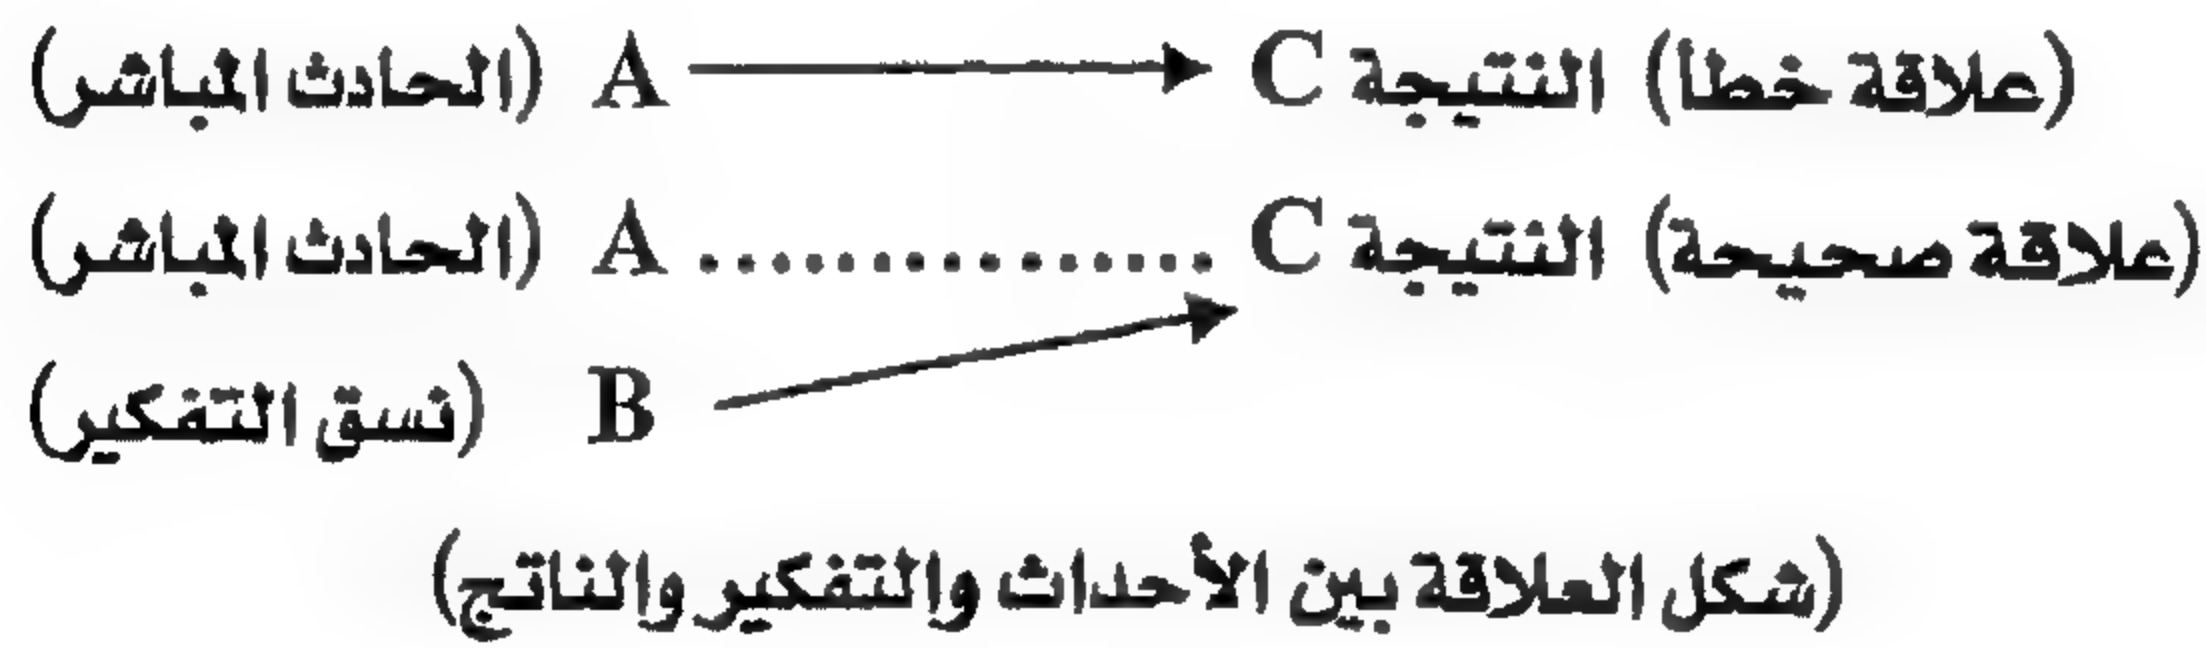 (الحادث المباشر) A C النتيجة (علاقة خطأ)
(الحادث المباشر) A C النتيجة (علاقة صحيحة)
(نسق التفكير) B
(شكل العلاقة بين الأحداث والتفكير والناتج)